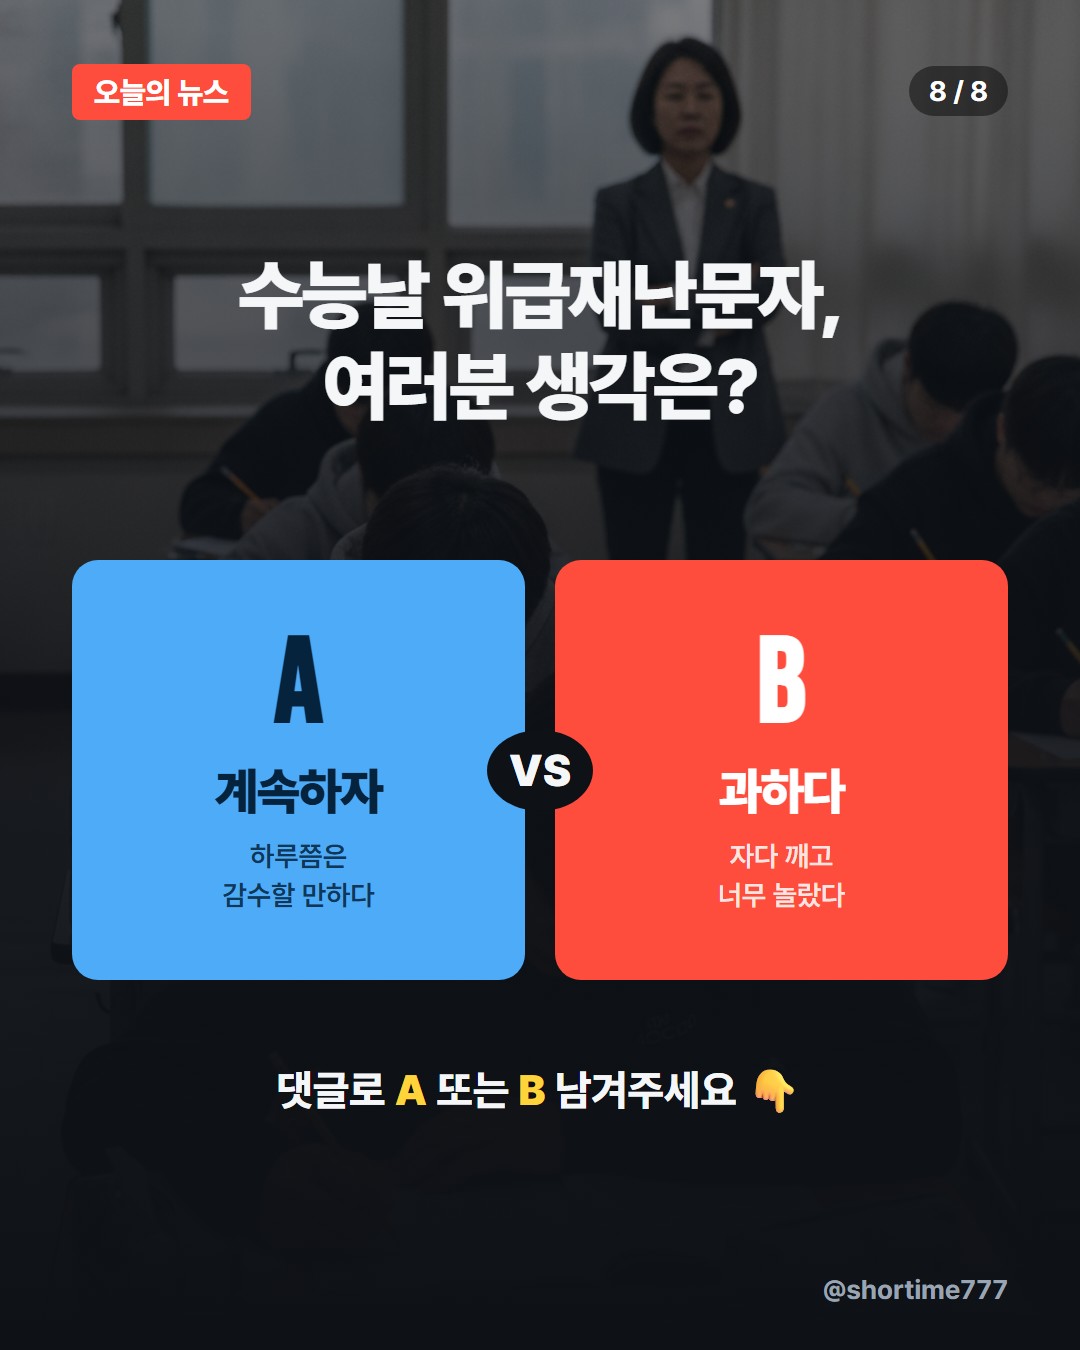 오늘의 뉴스
8 / 8
수능날 위급재난문자,
여러분 생각은?
A
계속하자
하루쯤은
감수할 만하다
VS
B
과하다
자다 깨고
너무 놀랐다
댓글로 A 또는 B 남겨주세요 👇
@shortime777